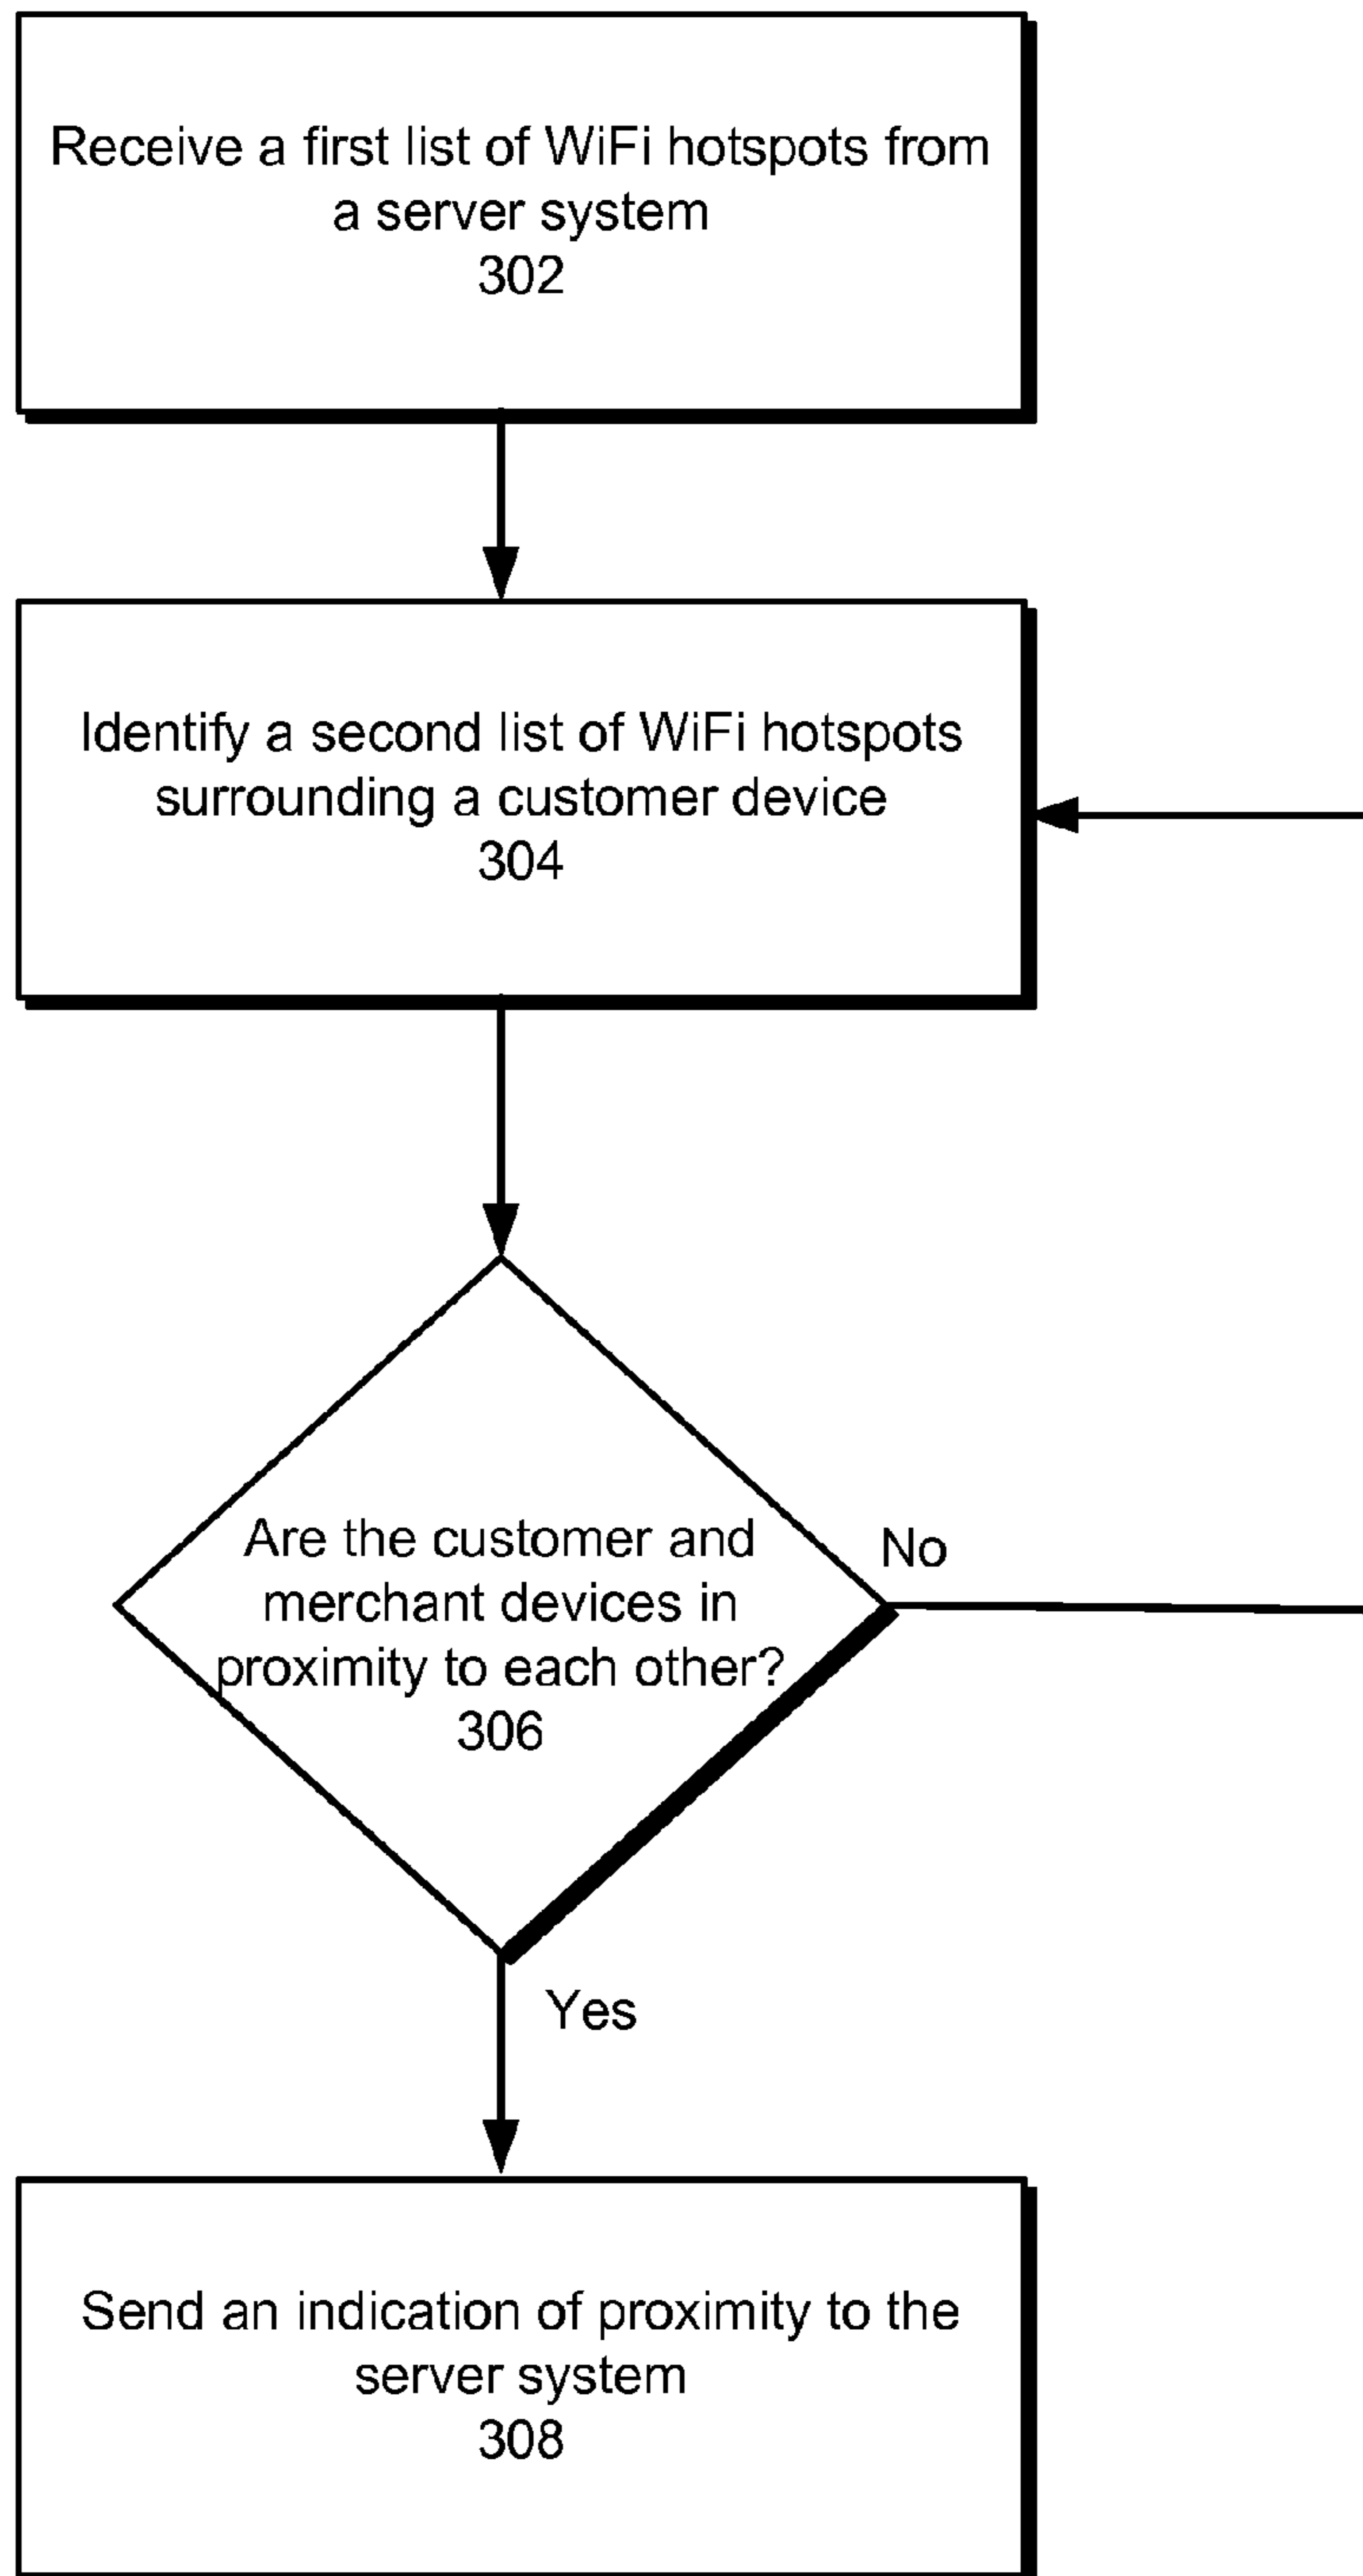 Receive a first list of WiFi hotspots from
a server system
302
Identify a second list of WiFi hotspots
surrounding a customer device
304
Are the customer and
merchant devices in
proximity to each other?
306
No
Yes
Send an indication of proximity to the
server system
308